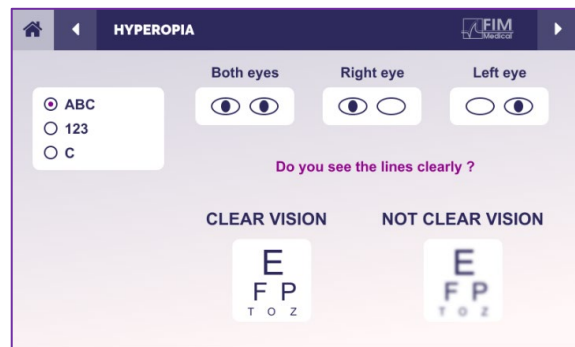 HYPEROPIA
FIM
Medical
Both eyes
Right eye
Left eye
ABC
123
C
Do you see the lines clearly ?
CLEAR VISION
NOT CLEAR VISION
E
F P
T O Z
E
F P
T O Z